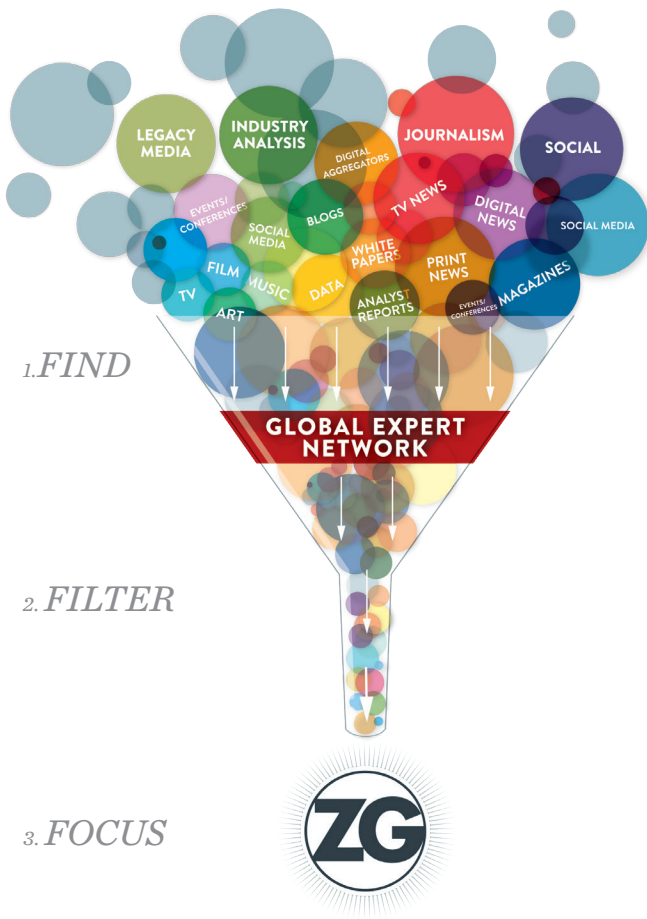 LEGACY
MEDIA
INDUSTRY
ANALYSIS
DIGITAL
AGGREGATORS
JOURNALISM
SOCIAL
EVENTS/
CONFERENCES
SOCIAL
MEDIA
BLOGS
TV NEWS
DIGITAL
NEWS
SOCIAL MEDIA
TV
FILM
MUSIC
ART
DATA
WHITE
PAPERS
ANALYST
REPORTS
PRINT
NEWS
EVENTS/
CONFERENCES
MAGAZINES
1. FIND
GLOBAL EXPERT
NETWORK
2. FILTER
3. FOCUS
ZG